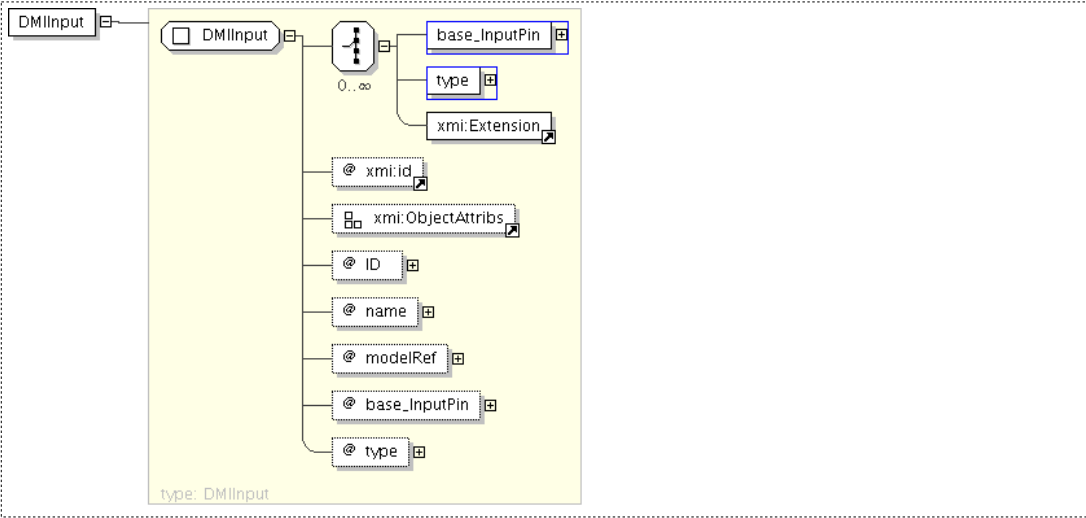 DMIInput
DMIInput
base_InputPin
0..∞
type
xmi:Extension
@ xmi:id
xmi:ObjectAttribs
@ ID
@ name
@ modelRef
@ base_InputPin
@ type
type: DMIInput